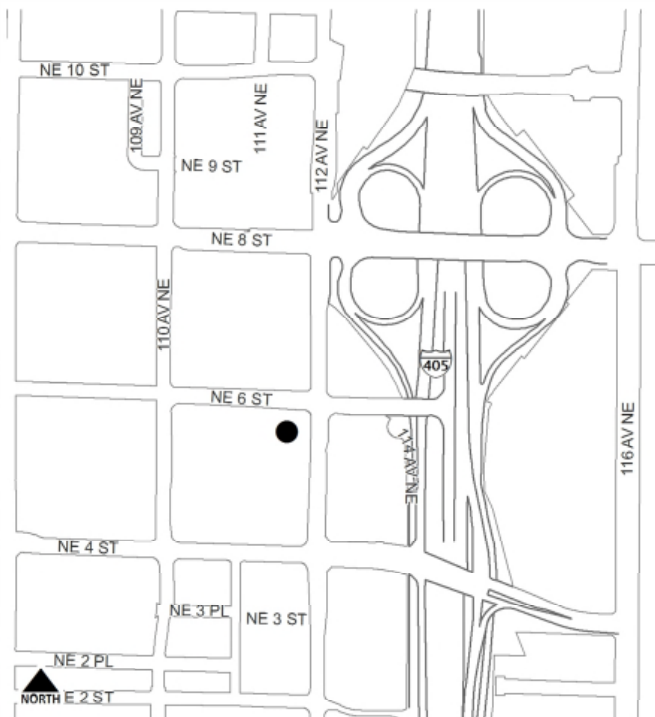 NE 10 ST
109 AV NE
111 AV NE
112 AV NE
NE 9 ST
NE 8 ST
110 AV NE
405
NE 6 ST
116 AV NE
114 AV NE
NE 4 ST
NE 3 PL
NE 3 ST
NE 2 PL
NORTH
E 2 ST